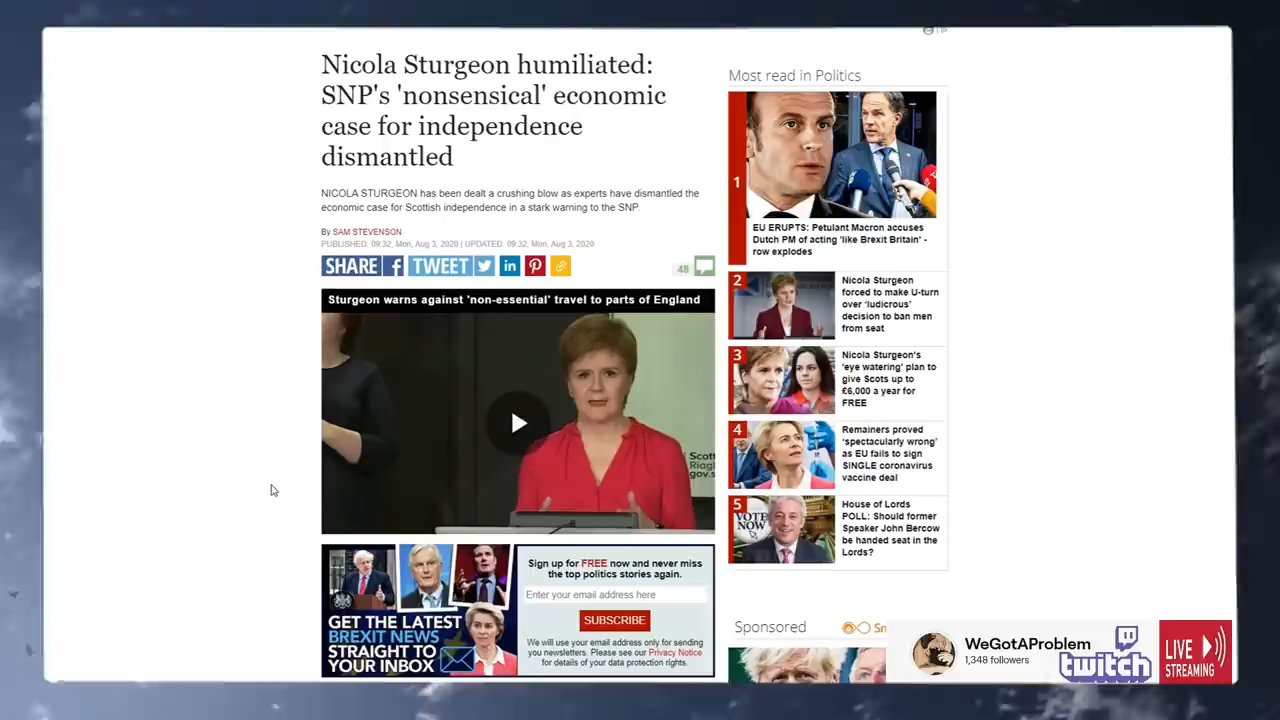 Nicola Sturgeon humiliated:
SNP's 'nonsensical' economic
case for independence
dismantled
NICOLA STURGEON has been dealt a crushing blow as experts have dismantled the
economic case for Scottish independence in a stark warning to the SNP.
By SAM STEVENSON
PUBLISHED: 09:32, Mon, Aug 3, 2020 | UPDATED: 09:32, Mon, Aug 3, 2020
SHARE TWEET in
48
Sturgeon warns against 'non-essential' travel to parts of England
Scott
Riagh
gov.s
GET THE LATEST
BREXIT NEWS
STRAIGHT TO
YOUR INBOX
Sign up for FREE now and never miss
the top politics stories again.
Enter your email address here
SUBSCRIBE
We will use your email address only for sending
you newsletters. Please see our Privacy Notice
for details of your data protection rights.
Most read in Politics
1
EU ERUPTS: Petulant Macron accuses
Dutch PM of acting 'like Brexit Britain' -
row explodes
2
Nicola Sturgeon
forced to make U-turn
over 'ludicrous'
decision to ban men
from seat
3
Nicola Sturgeon's
'eye watering' plan to
give Scots up to
£6,000 a year for
FREE
4
Remainers proved
'spectacularly wrong'
as EU fails to sign
SINGLE coronavirus
vaccine deal
5
VOTE
NOW
House of Lords
POLL: Should former
Speaker John Bercow
be handed seat in the
Lords?
Sponsored
Sm
WeGotAProblem
1,348 followers
twitch
LIVE
STREAMING